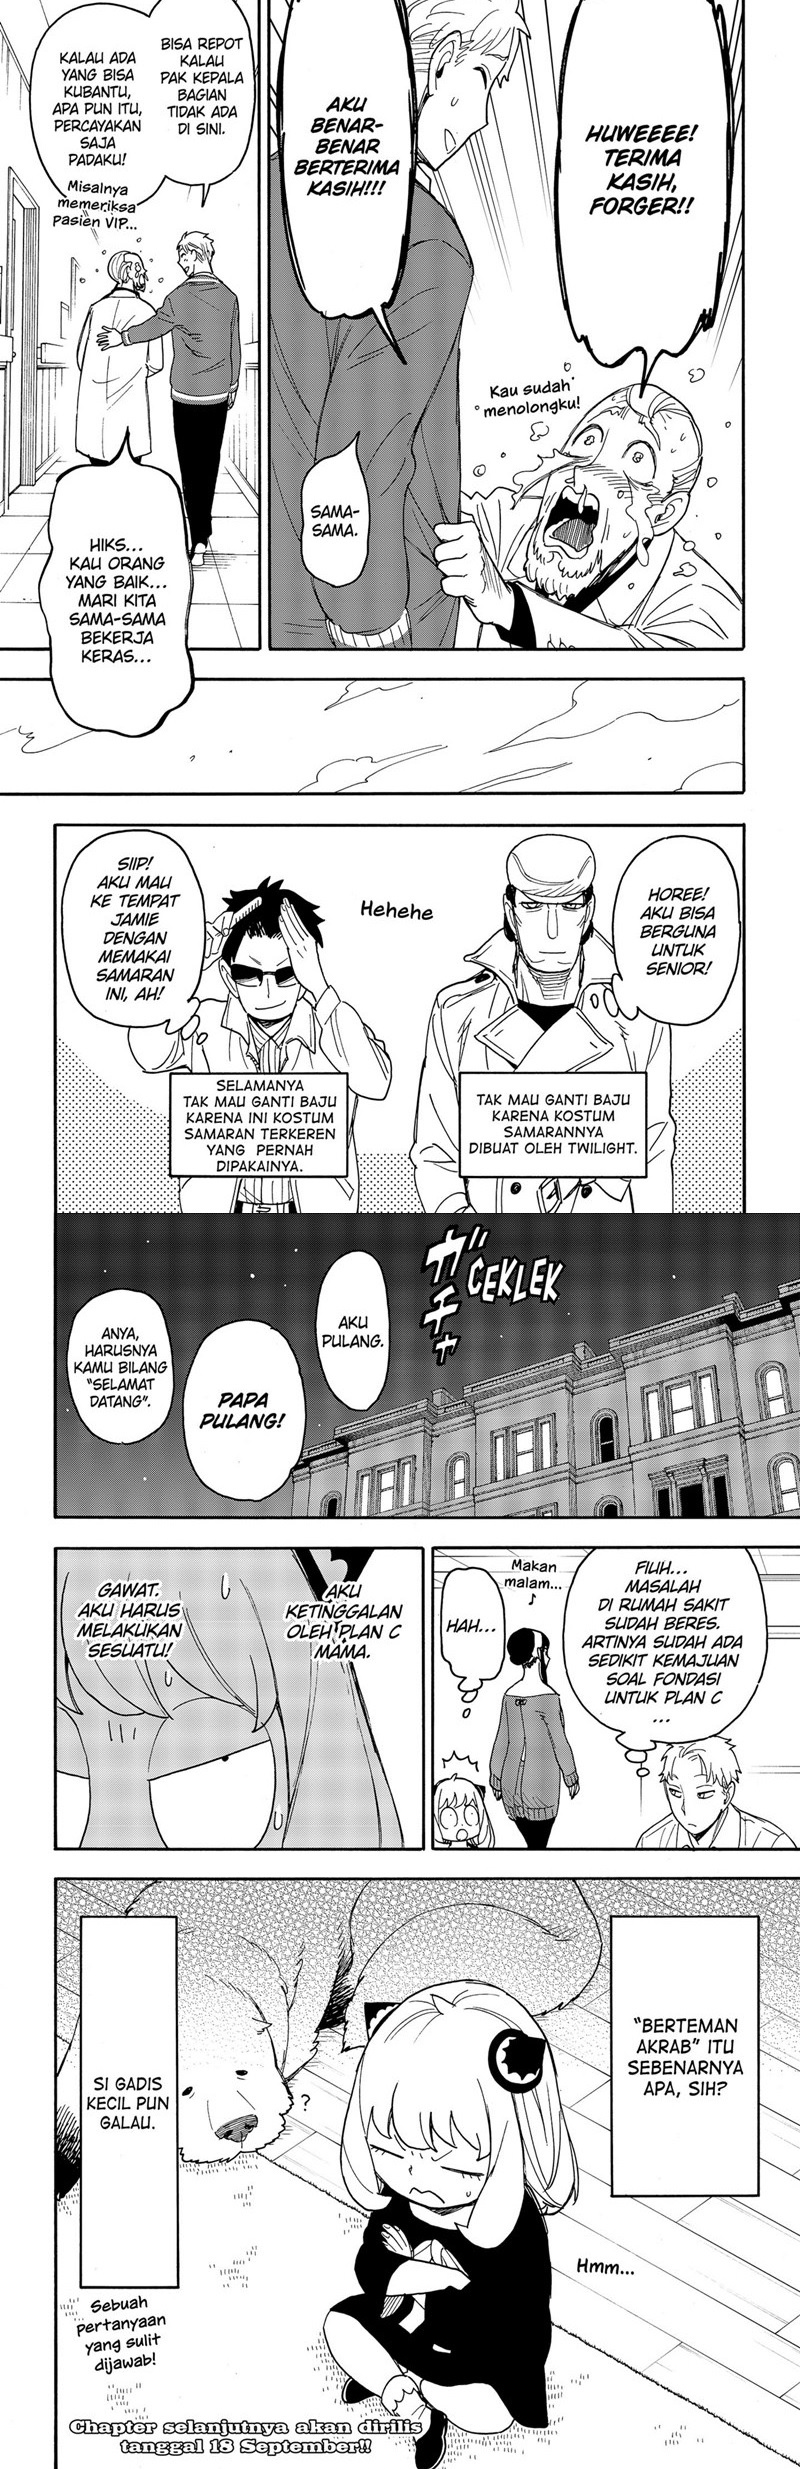 HUWEEEE!
TERIMA
KASIH,
FORGER!!
AKU
BENAR-
BENAR
BERTERIMA
KASIH!!!
Kau sudah
menolongku!
SAMA-
SAMA.
BISA REPOT
KALAU
PAK KEPALA
BAGIAN
TIDAK ADA
DI SINI.
KALAU ADA
YANG BISA
KUBANTU,
APA PUN ITU,
PERCAYAKAN
SAJA
PADAKU!
Misalnya
memeriksa
pasien VIP...
HIKS...
KAU ORANG
YANG BAIK...
MARI KITA
SAMA-SAMA
BEKERJA
KERAS...
HOREE!
AKU BISA
BERGUNA
UNTUK
SENIOR!
TAK MAU GANTI BAJU
KARENA KOSTUM
SAMARANNYA
DIBUAT OLEH TWILIGHT.
Hehehe
SIIP!
AKU MAU
KE TEMPAT
JAMIE
DENGAN
MEMAKAI
SAMARAN
INI, AH!
SELAMANYA
TAK MAU GANTI BAJU
KARENA INI KOSTUM
SAMARAN TERKEREN
YANG PERNAH
DIPAKAINYA.
ガチャ
CEKLEK
AKU
PULANG.
PAPA
PULANG!
ANYA,
HARUSNYA
KAMU BILANG
“SELAMAT
DATANG”.
FIUH...
MASALAH
DI RUMAH SAKIT
SUDAH BERES.
ARTINYA SUDAH ADA
SEDIKIT KEMAJUAN
SOAL FONDASI
UNTUK PLAN C
...
Makan
malam...
♪
HAH...
AKU
KETINGGALAN
OLEH PLAN C
MAMA.
GAWAT.
AKU HARUS
MELAKUKAN
SESUATU!
“BERTEMAN
AKRAB” ITU
SEBENARNYA
APA, SIH?
?
Hmm...
SI GADIS
KECIL PUN
GALAU.
Sebuah
pertanyaan
yang sulit
dijawab!
Chapter selanjutnya akan dirilis
tanggal 18 September!!